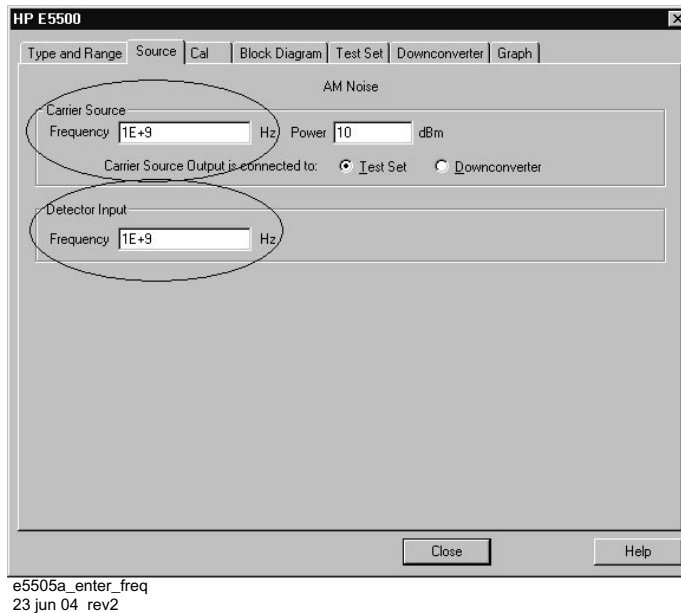 HP E5500
Type and Range Source Cal Block Diagram Test Set Downconverter Graph
AM Noise
Carrier Source
Frequency 1E+9 Hz Power 10 dBm
Carrier Source Output is connected to: Test Set Downconverter
Detector Input
Frequency 1E+9 Hz
Close Help
e5505a_enter_freq
23 jun 04 rev2